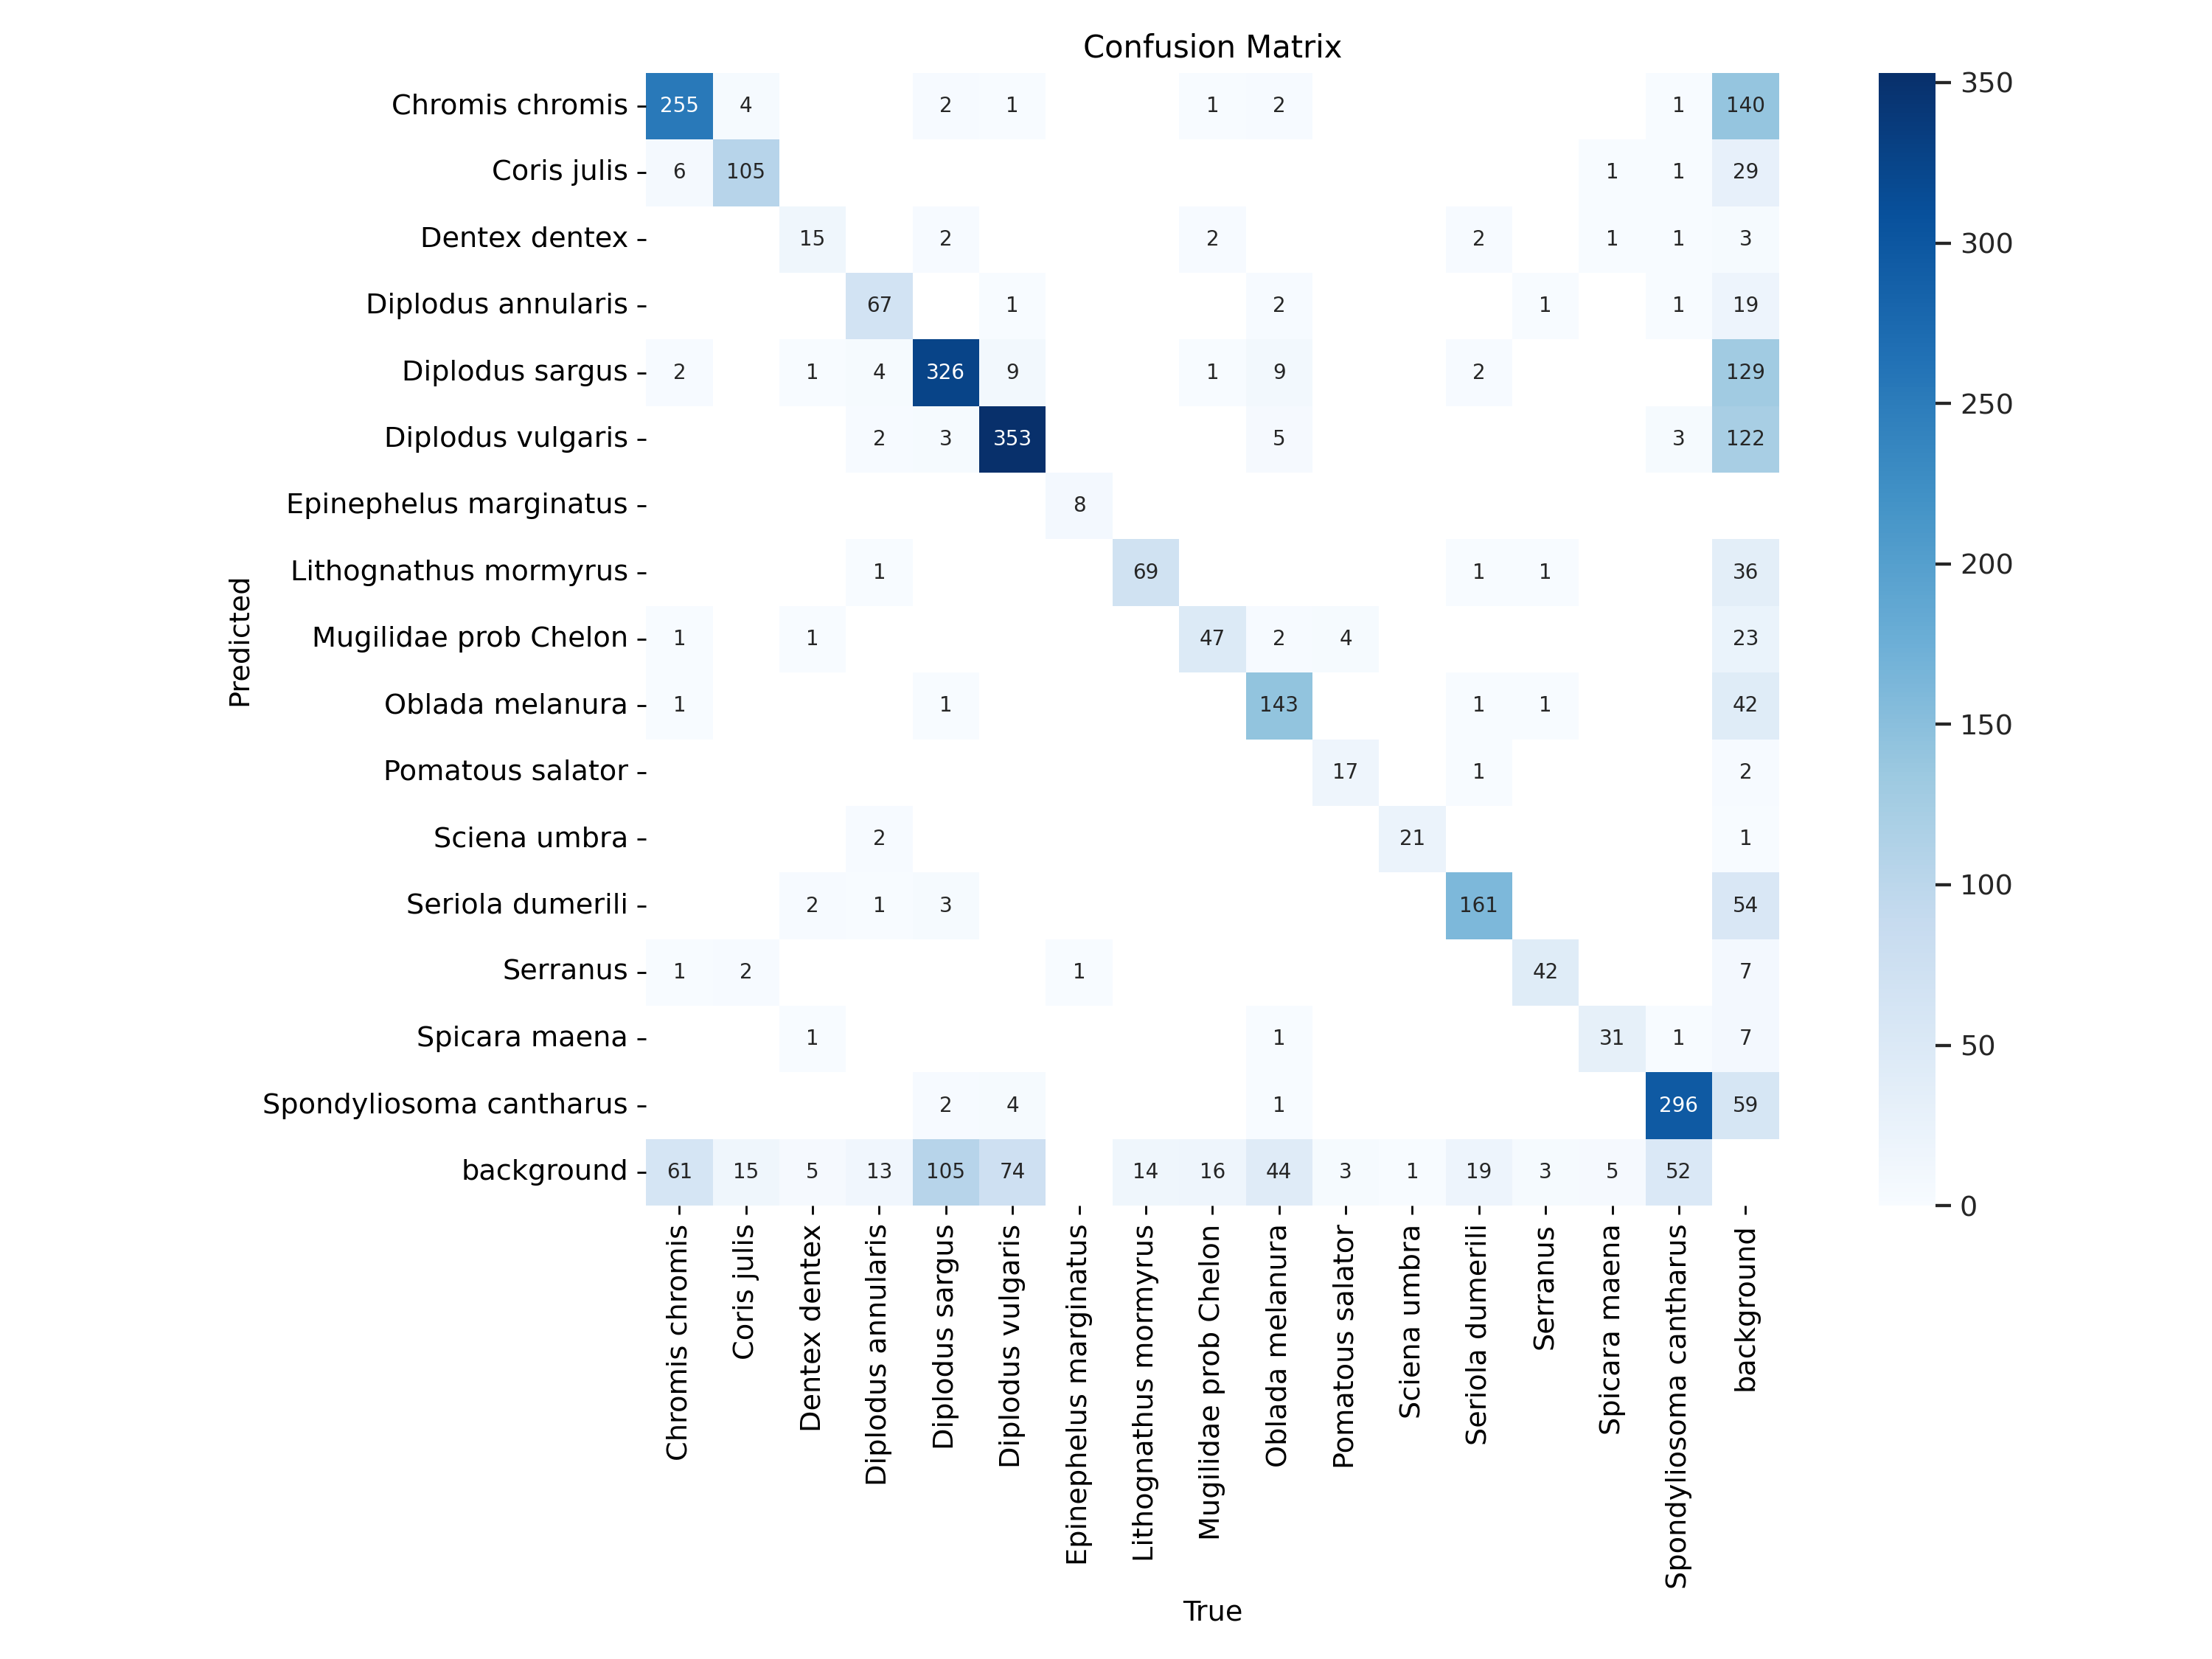 Confusion Matrix
Predicted
Chromis chromis 255 4 2 1 1 2 1 140
Coris julis 6 105 1 1 29
Dentex dentex 15 2 2 2 1 1 3
Diplodus annularis 67 1 2 1 1 19
Diplodus sargus 2 1 4 326 9 1 9 2 129
Diplodus vulgaris 2 3 353 5 3 122
Epinephelus marginatus 8
Lithognathus mormyrus 1 69 1 1 36
Mugilidae prob Chelon 1 1 47 2 4 23
Oblada melanura 1 1 143 1 1 42
Pomatous salator 17 1 2
Sciena umbra 2 21 1
Seriola dumerili 2 1 3 161 54
Serranus 1 2 1 42 7
Spicara maena 1 1 31 1 7
Spondyliosoma cantharus 2 4 1 296 59
background 61 15 5 13 105 74 14 16 44 3 1 19 3 5 52
Chromis chromis
Coris julis
Dentex dentex
Diplodus annularis
Diplodus sargus
Diplodus vulgaris
Epinephelus marginatus
Lithognathus mormyrus
Mugilidae prob Chelon
Oblada melanura
Pomatous salator
Sciena umbra
Seriola dumerili
Serranus
Spicara maena
Spondyliosoma cantharus
background
True
350
300
250
200
150
100
50
0